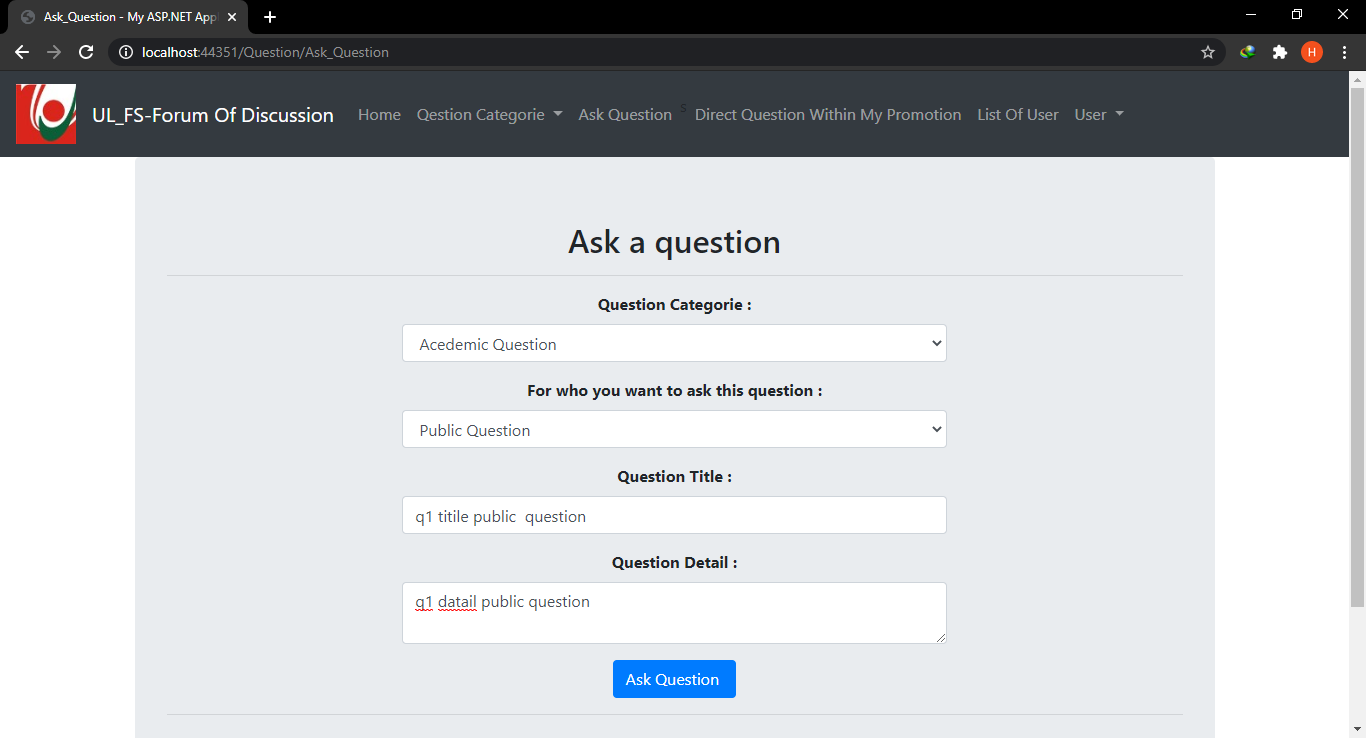 Ask_Question - My ASP.NET App
localhost:44351/Question/Ask_Question
H
UL_FS-Forum Of Discussion Home Qestion Categorie Ask Question s Direct Question Within My Promotion List Of User User
Ask a question
Question Categorie :
Acedemic Question
For who you want to ask this question :
Public Question
Question Title :
q1 titile public  question
Question Detail :
q1 datail public question
Ask Question